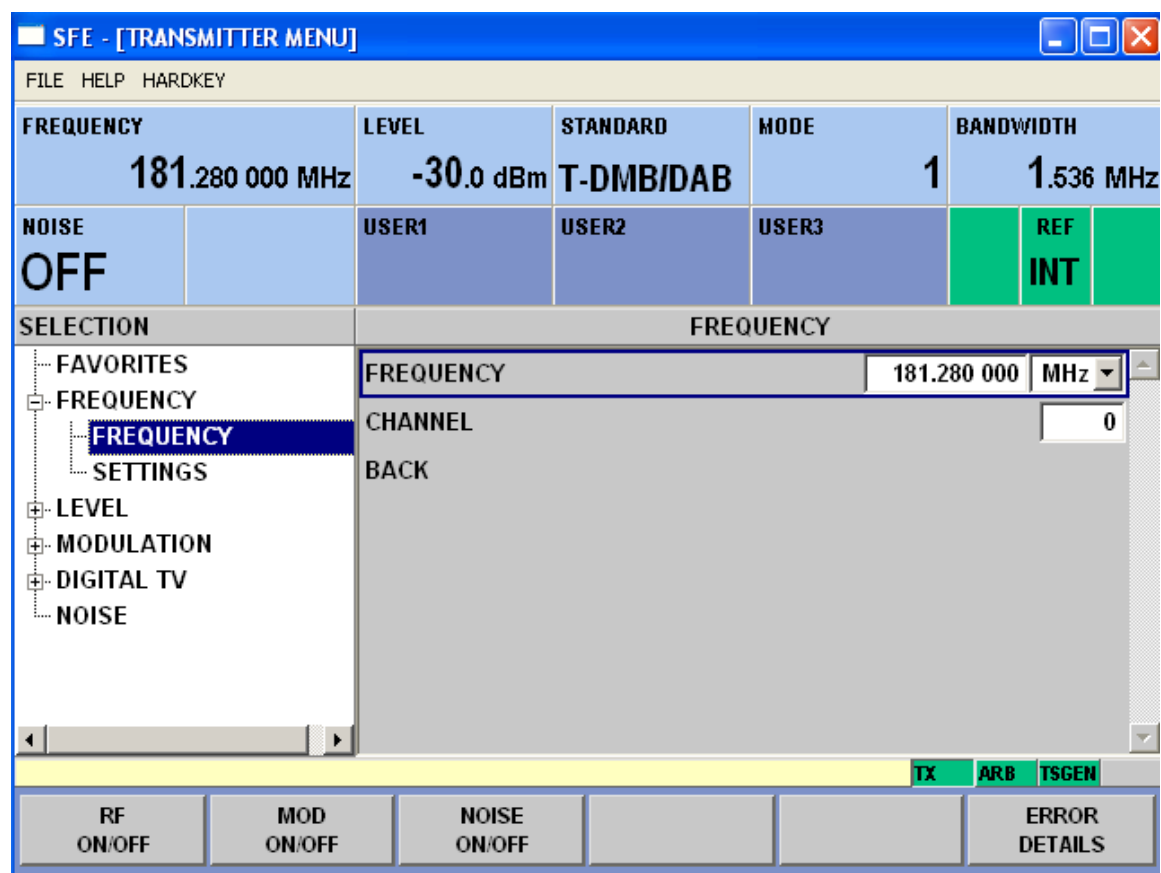 SFE - [TRANSMITTER MENU]
FILE HELP HARDKEY
FREQUENCY LEVEL STANDARD MODE BANDWIDTH
181.280 000 MHz -30.0 dBm T-DMB/DAB 1 1.536 MHz
NOISE USER1 USER2 USER3 REF
OFF INT
SELECTION FREQUENCY
FAVORITES
FREQUENCY
FREQUENCY
SETTINGS
LEVEL
MODULATION
DIGITAL TV
NOISE
FREQUENCY 181.280 000 MHz
CHANNEL 0
BACK
TX ARB TSGEN
RF ON/OFF
MOD ON/OFF
NOISE ON/OFF
ERROR DETAILS